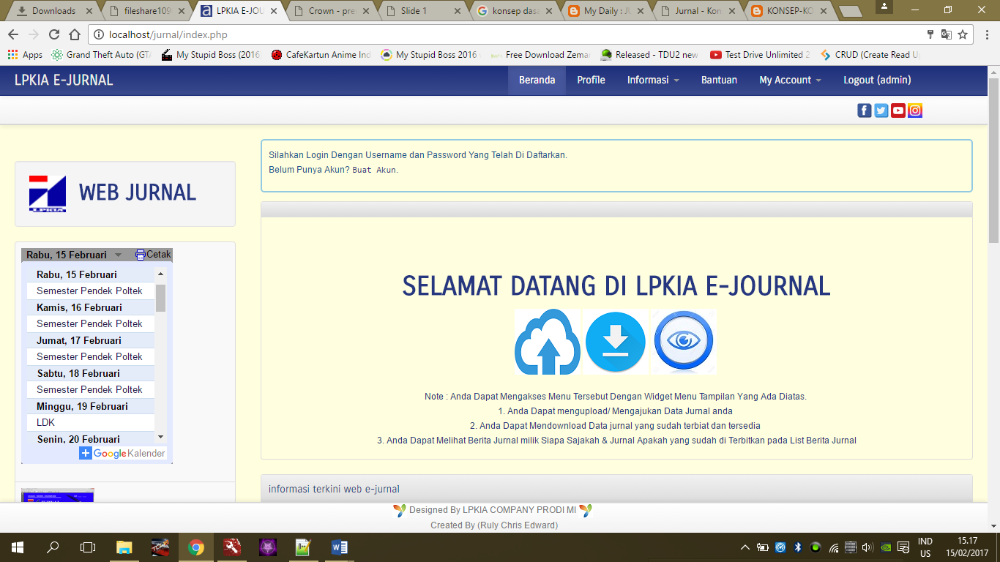 Downloads
fileshare109
LPKIA E-JOU
Crown - pre
Slide 1
konsep dasa
My Daily : JU
Jurnal - Kon
KONSEP-KO
localhost/jurnal/index.php
Apps
Grand Theft Auto (GTA
My Stupid Boss (2016
CafeKartun Anime Ind
My Stupid Boss 2016
Free Download Zema
Released - TDU2 new
Test Drive Unlimited 2
CRUD (Create Read U
LPKIA E-JURNAL
Beranda
Profile
Informasi
Bantuan
My Account
Logout (admin)
Silahkan Login Dengan Username dan Password Yang Telah Di Daftarkan.
Belum Punya Akun? Buat Akun.
LPKIA
WEB JURNAL
Rabu, 15 Februari
Cetak
Rabu, 15 Februari
Semester Pendek Poltek
Kamis, 16 Februari
Semester Pendek Poltek
Jumat, 17 Februari
Semester Pendek Poltek
Sabtu, 18 Februari
Semester Pendek Poltek
Minggu, 19 Februari
LDK
Senin, 20 Februari
Google Kalender
SELAMAT DATANG DI LPKIA E-JOURNAL
Note : Anda Dapat Mengakses Menu Tersebut Dengan Widget Menu Tampilan Yang Ada Diatas.
1. Anda Dapat mengupload/ Mengajukan Data Jurnal anda
2. Anda Dapat Mendownload Data jurnal yang sudah terbiat dan tersedia
3. Anda Dapat Melihat Berita Jurnal milik Siapa Sajakah & Jurnal Apakah yang sudah di Terbitkan pada List Berita Jurnal
informasi terkini web e-jurnal
Designed By LPKIA COMPANY PRODI MI
Created By (Ruly Chris Edward)
IND
US
15.17
15/02/2017